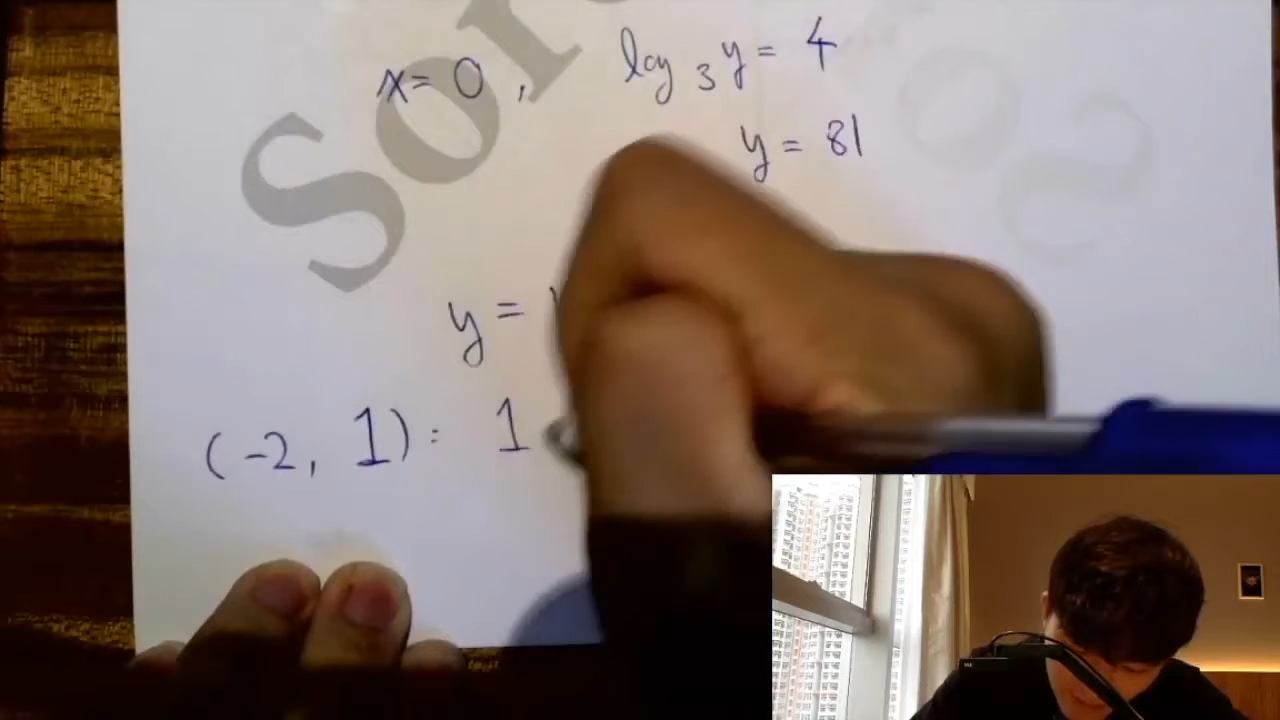 x = 0 , log 3 y = 4
y = 81
y =
(-2, 1) : 1